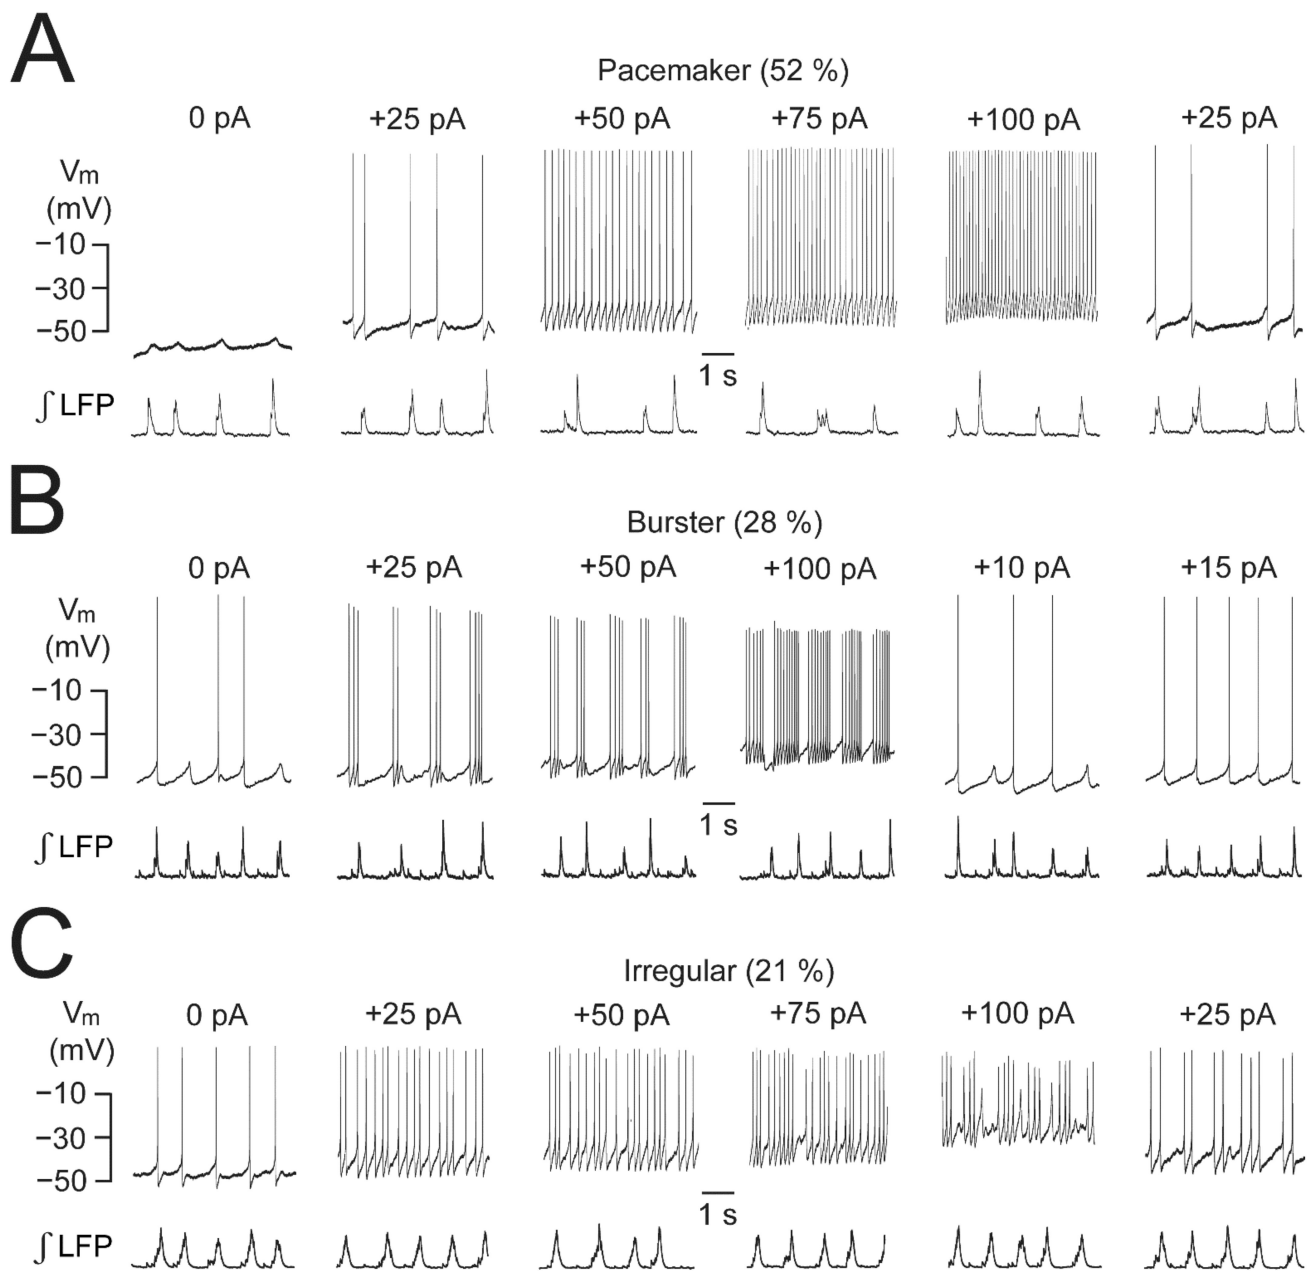 A
Pacemaker (52 %)
0 pA +25 pA +50 pA +75 pA +100 pA +25 pA
Vm
(mV)
−10
−30
−50
1 s
∫ LFP
B
Burster (28 %)
0 pA +25 pA +50 pA +100 pA +10 pA +15 pA
Vm
(mV)
−10
−30
−50
1 s
∫ LFP
C
Irregular (21 %)
0 pA +25 pA +50 pA +75 pA +100 pA +25 pA
Vm
(mV)
−10
−30
−50
1 s
∫ LFP